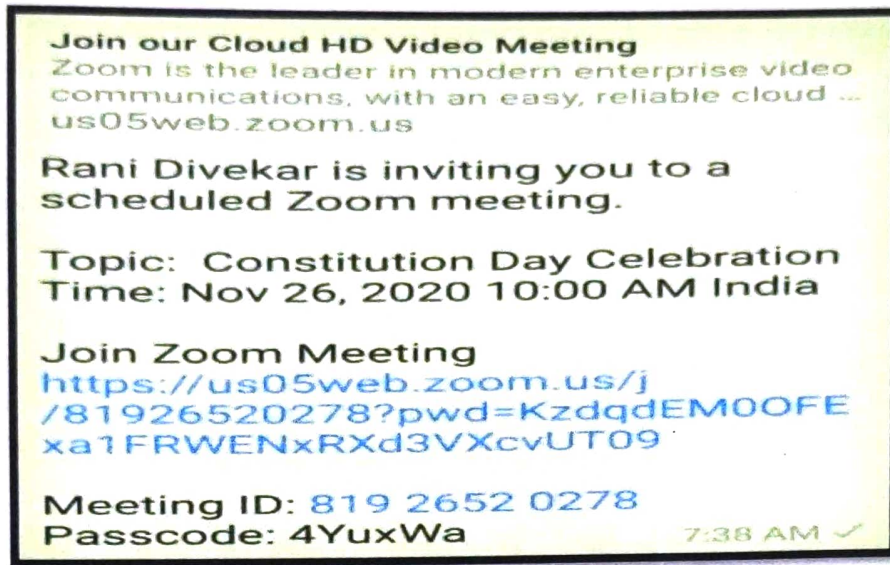 Join our Cloud HD Video Meeting
Zoom is the leader in modern enterprise video
communications, with an easy, reliable cloud ...
us05web.zoom.us
Rani Divekar is inviting you to a
scheduled Zoom meeting.
Topic: Constitution Day Celebration
Time: Nov 26, 2020 10:00 AM India
Join Zoom Meeting
https://us05web.zoom.us/j
/81926520278?pwd=KzdqdEM0OFE
xa1FRWENxRXd3VXcvUT09
Meeting ID: 819 2652 0278
Passcode: 4YuxWa
7:38 AM ✓